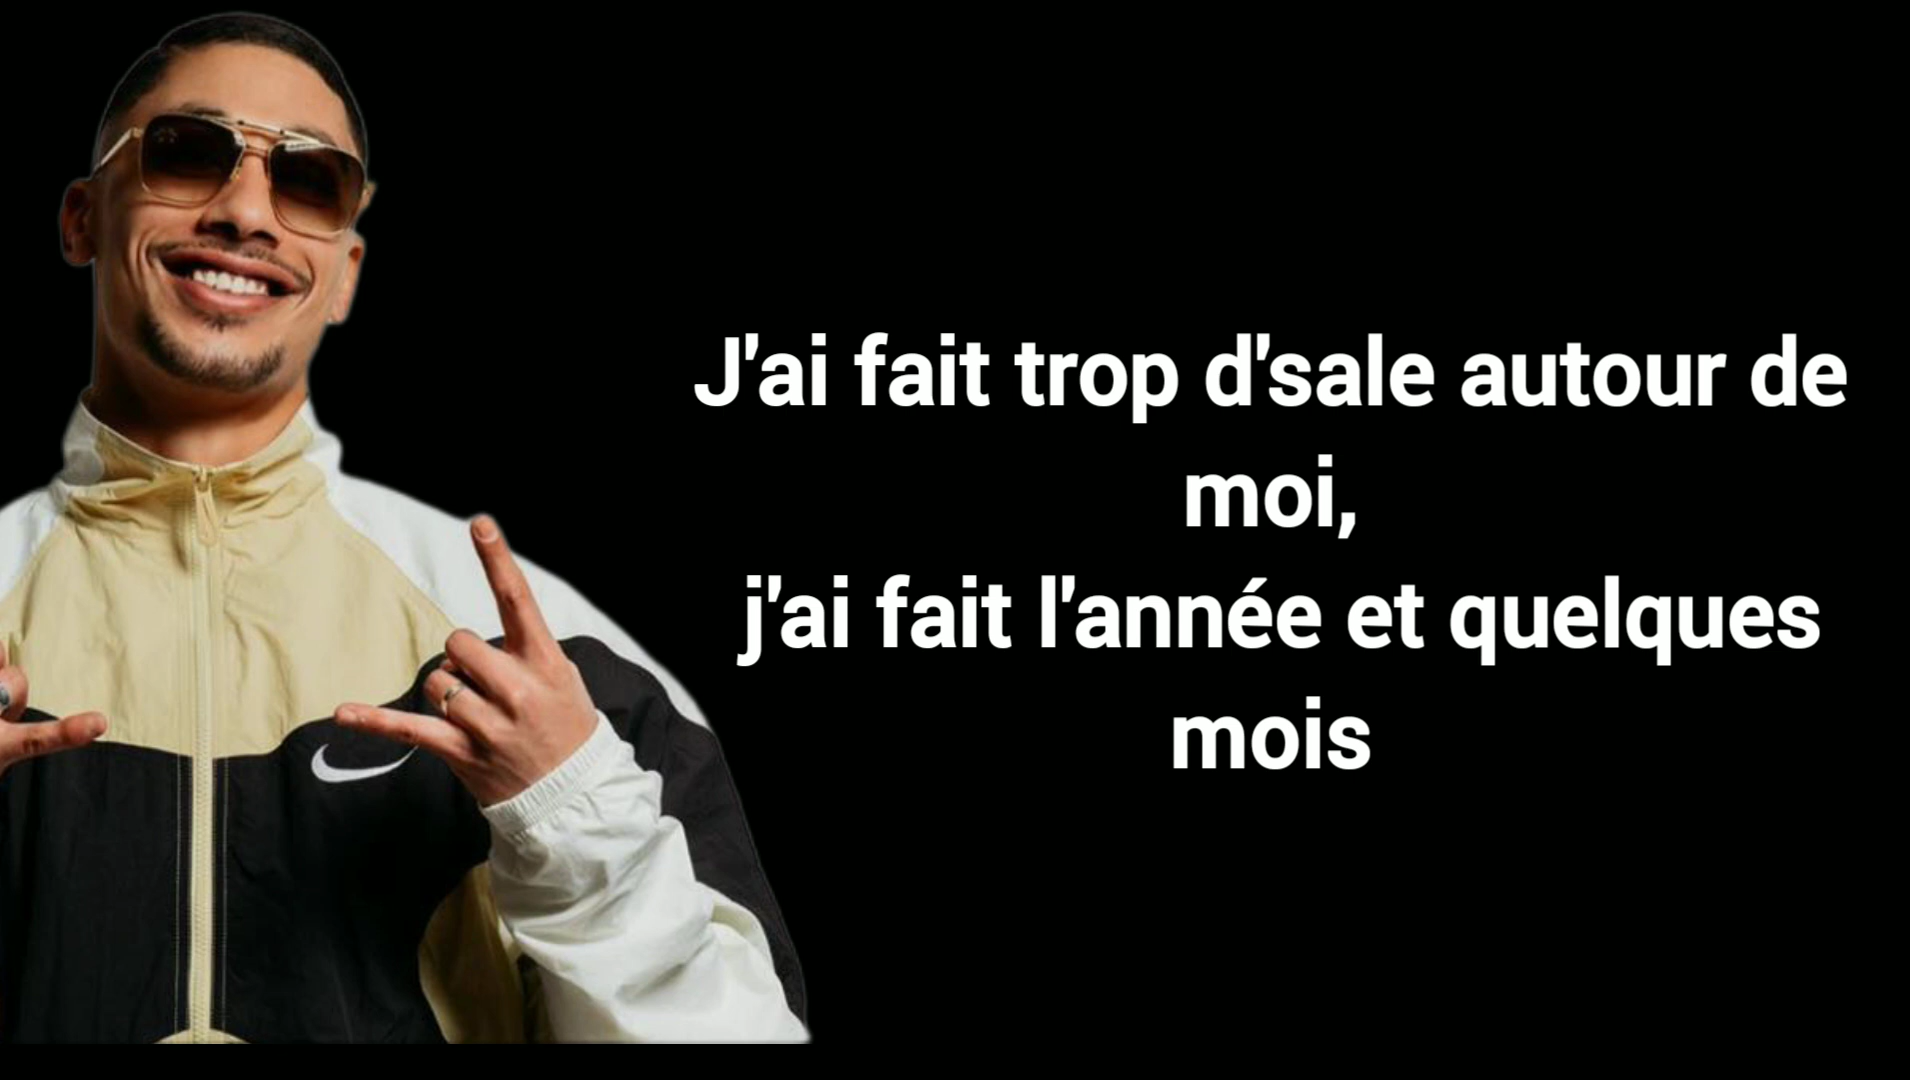 J'ai fait trop d'sale autour de
moi,
j'ai fait l'année et quelques
mois